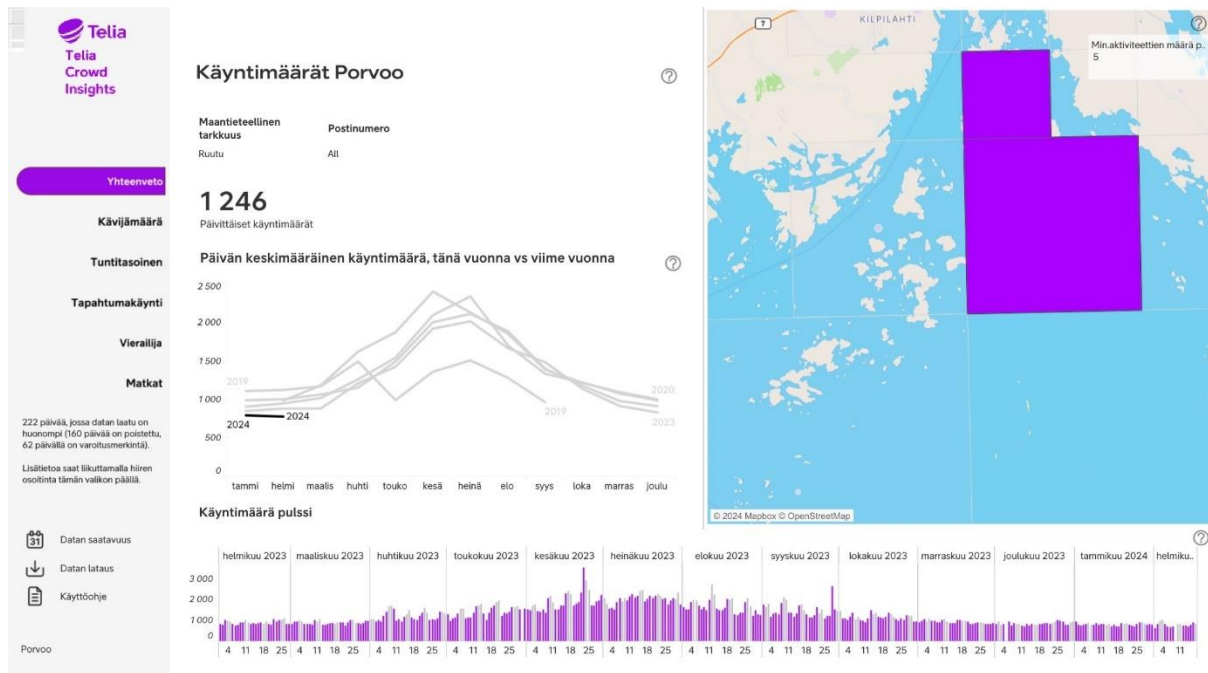 Telia
Telia
Crowd
Insights
Yhteenveto
Kävijämäärä
Tuntitasoinen
Tapahtumakäynti
Vierailija
Matkat
222 päivää, jossa datan laatu on
huonompi (160 päivää on poistettu,
62 päivällä on varoitusmerkintä).
Lisätietoa saat liikuttamalla hiiren
osoitinta tämän valikon päällä.
31
Datan saatavuus
Datan lataus
Käyttöohje
Porvoo
Käyntimäärät Porvoo
?
Maantieteellinen
tarkkuus
Postinumero
Ruutu
All
1 246
Päivittäiset käyntimäärät
Päivän keskimääräinen käyntimäärä, tänä vuonna vs viime vuonna
?
2 500
2 000
1 500
1 000
500
0
2019
2024
2024
2019
2020
2023
tammi helmi maalis huhti touko kesä heinä elo syys loka marras joulu
7
KILPILAHTI
?
Min.aktiviteettien määrä p..
5
© 2024 Mapbox © OpenStreetMap
Käyntimäärä pulssi
?
helmikuu 2023 maaliskuu 2023 huhtikuu 2023 toukokuu 2023 kesäkuu 2023 heinäkuu 2023 elokuu 2023 syyskuu 2023 lokakuu 2023 marraskuu 2023 joulukuu 2023 tammikuu 2024 helmiku..
3 000
2 000
1 000
0
4 11 18 25 4 11 18 25 4 11 18 25 4 11 18 25 4 11 18 25 4 11 18 25 4 11 18 25 4 11 18 25 4 11 18 25 4 11 18 25 4 11 18 25 4 11 18 25 4 11